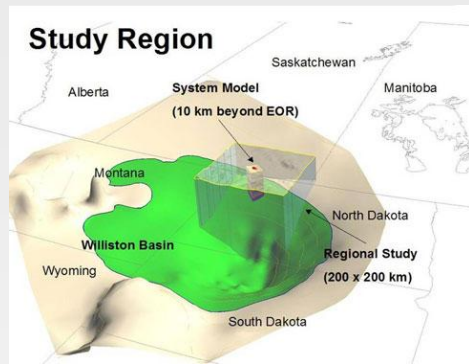 Study Region
Saskatchewan
Alberta
System Model
Manitoba
(10 km beyond EOR)
Montana
North Dakota
Williston Basin
Regional Study
Wyoming
(200 x 200 km)
South Dakota